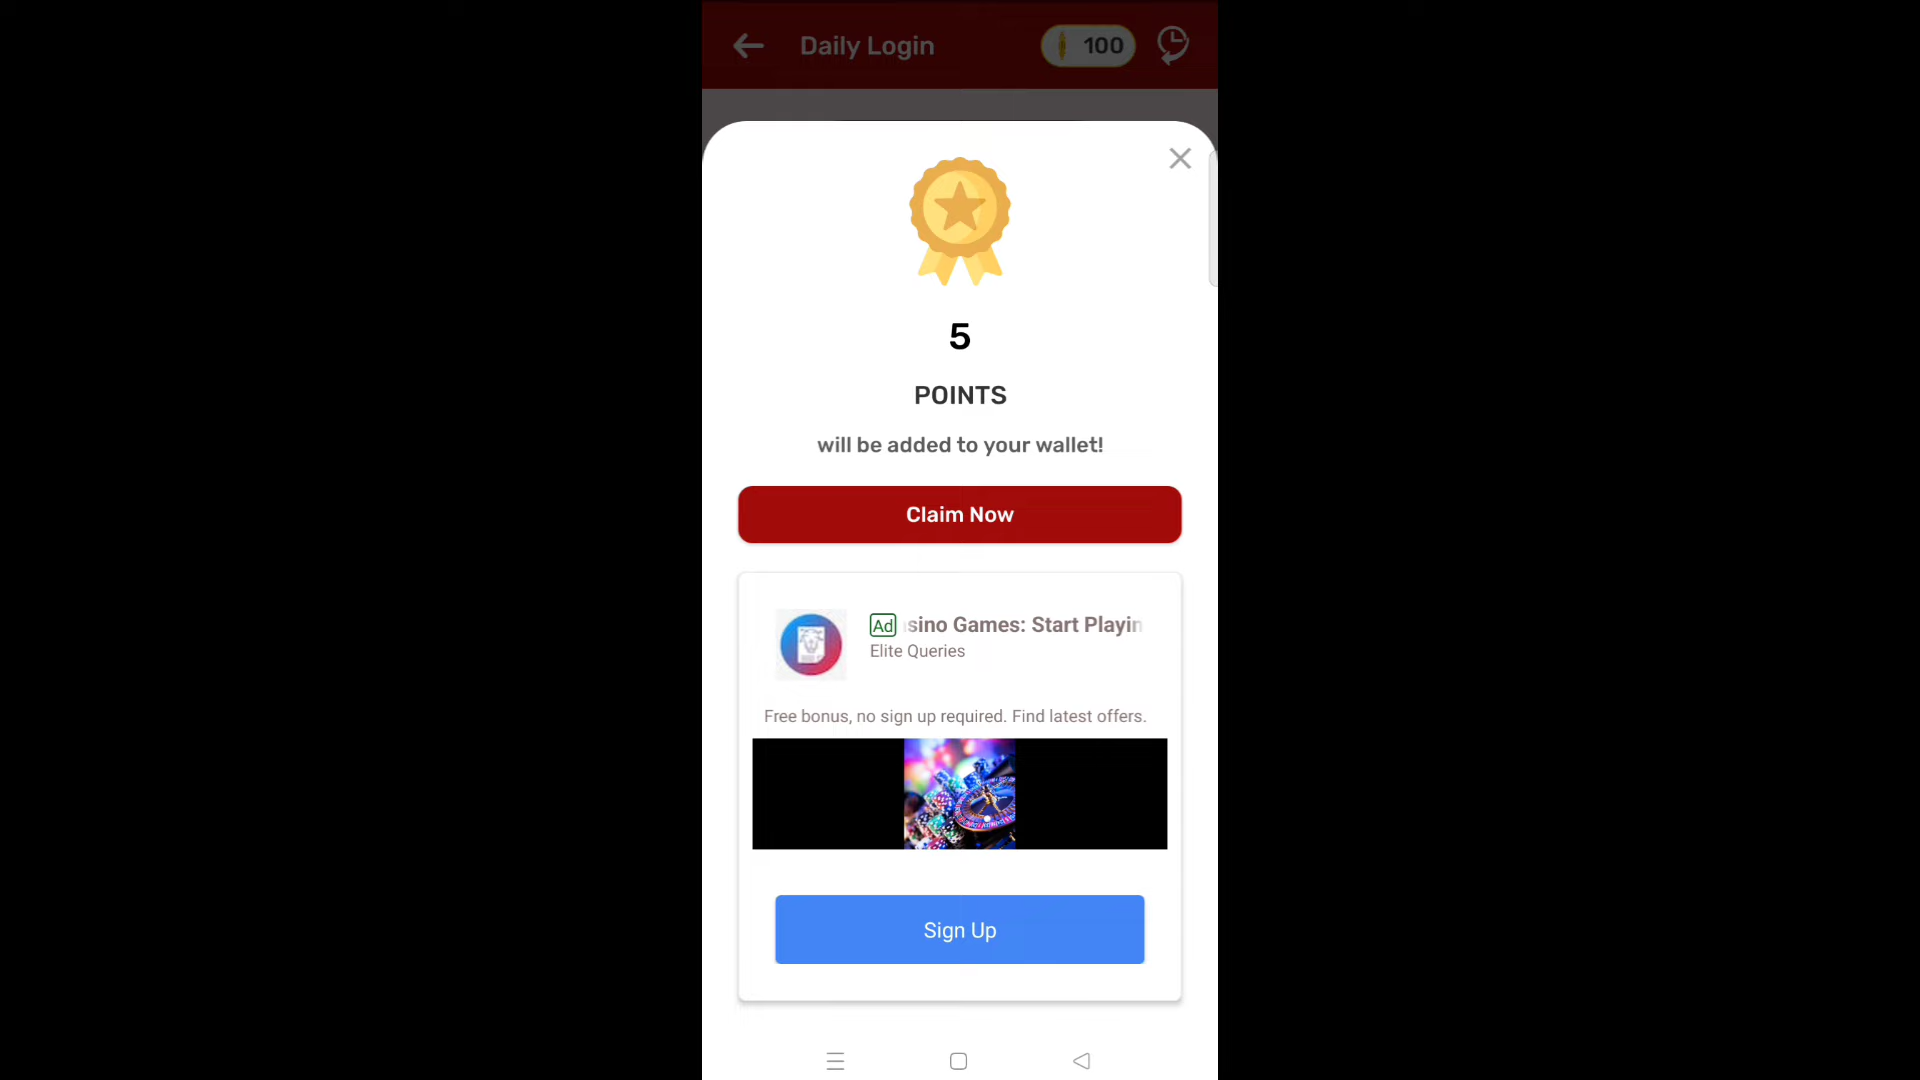 Daily Login
100
5
POINTS
will be added to your wallet!
Claim Now
Ad sino Games: Start Playin
Elite Queries
Free bonus, no sign up required. Find latest offers.
Sign Up